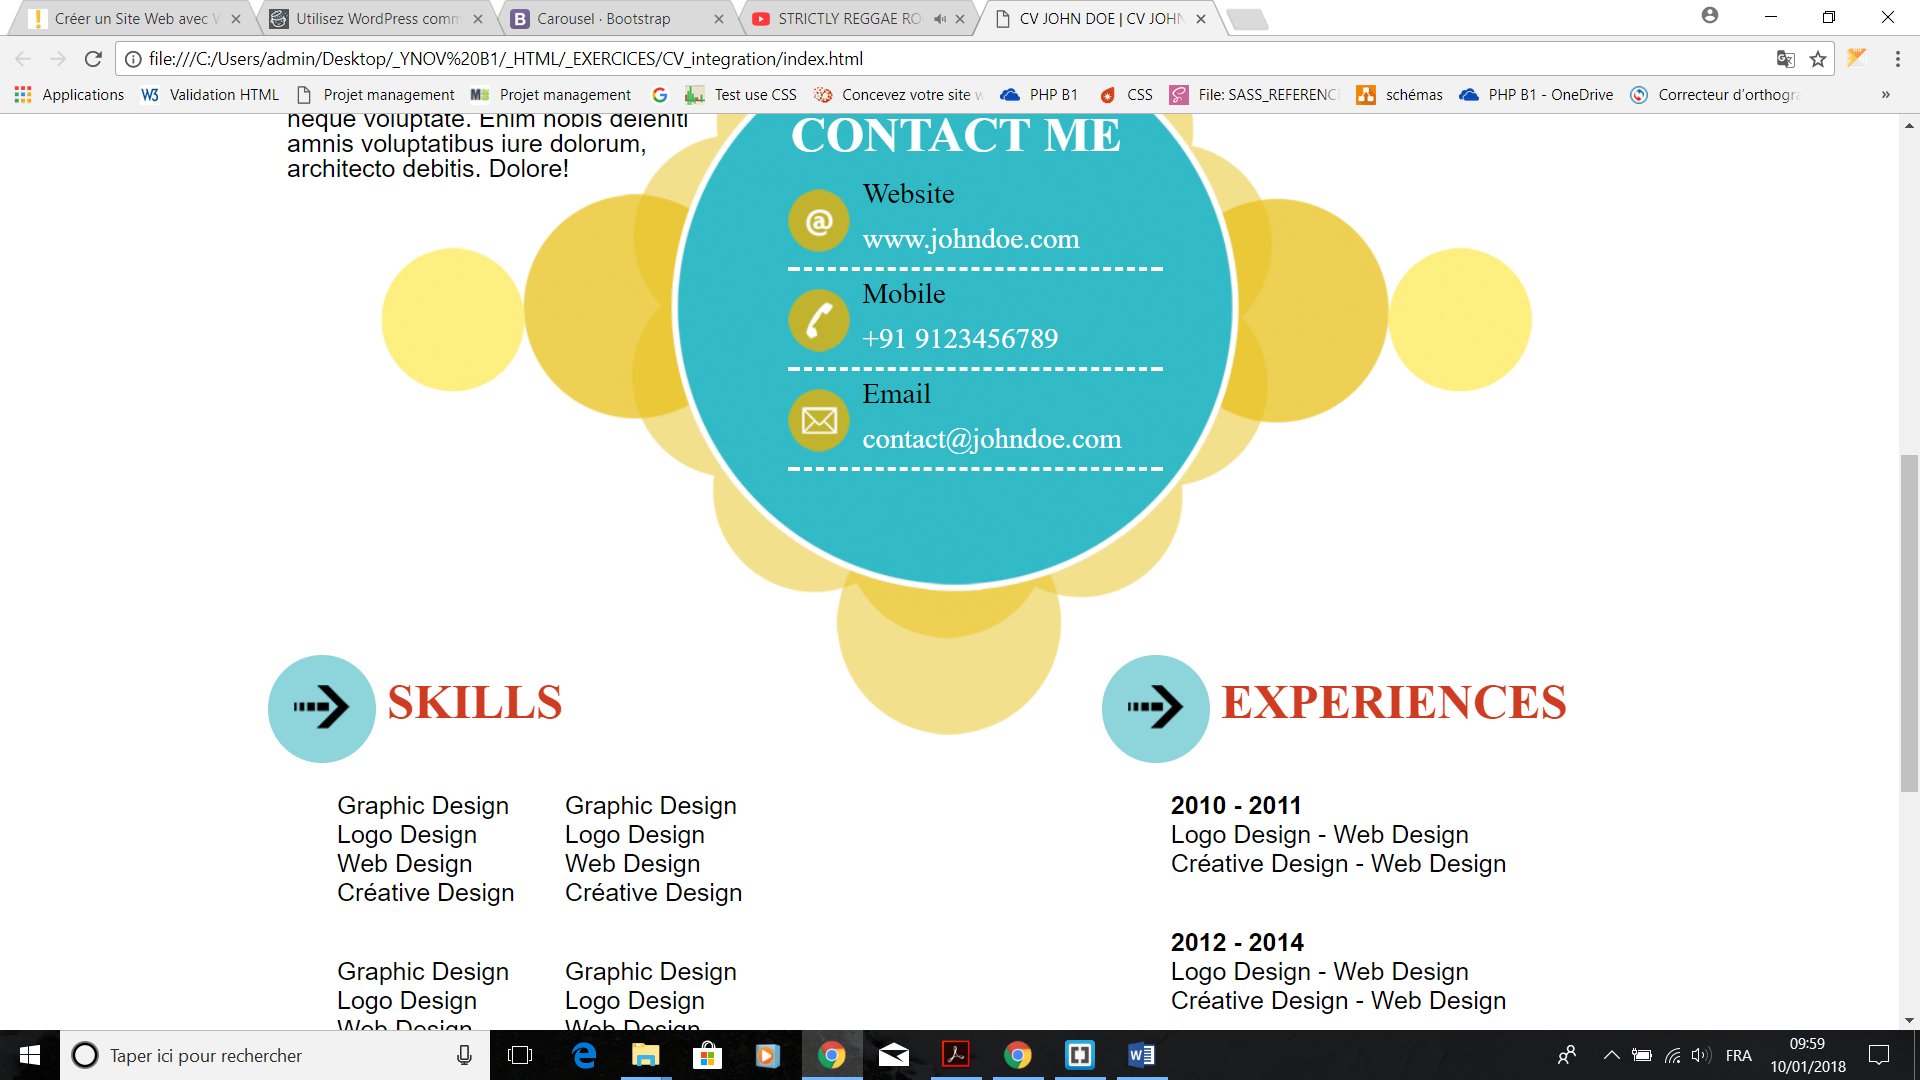 Créer un Site Web avec W
Utilisez WordPress comm
Carousel · Bootstrap
STRICTLY REGGAE RO
CV JOHN DOE | CV JOHN
file:///C:/Users/admin/Desktop/_YNOV%20B1/_HTML/_EXERCICES/CV_integration/index.html
Applications
Validation HTML
Projet management
Projet management
Test use CSS
Concevez votre site w
PHP B1
CSS
File: SASS_REFERENC
schémas
PHP B1 - OneDrive
Correcteur d'orthogra
neque voluptate. Enim nobis deleniti
amnis voluptatibus iure dolorum,
architecto debitis. Dolore!
CONTACT ME
Website
www.johndoe.com
Mobile
+91 9123456789
Email
contact@johndoe.com
SKILLS
Graphic Design
Logo Design
Web Design
Créative Design
Graphic Design
Logo Design
Web Design
Créative Design
Graphic Design
Logo Design
Web Design
Graphic Design
Logo Design
Web Design
EXPERIENCES
2010 - 2011
Logo Design - Web Design
Créative Design - Web Design
2012 - 2014
Logo Design - Web Design
Créative Design - Web Design
Taper ici pour rechercher
FRA
09:59
10/01/2018